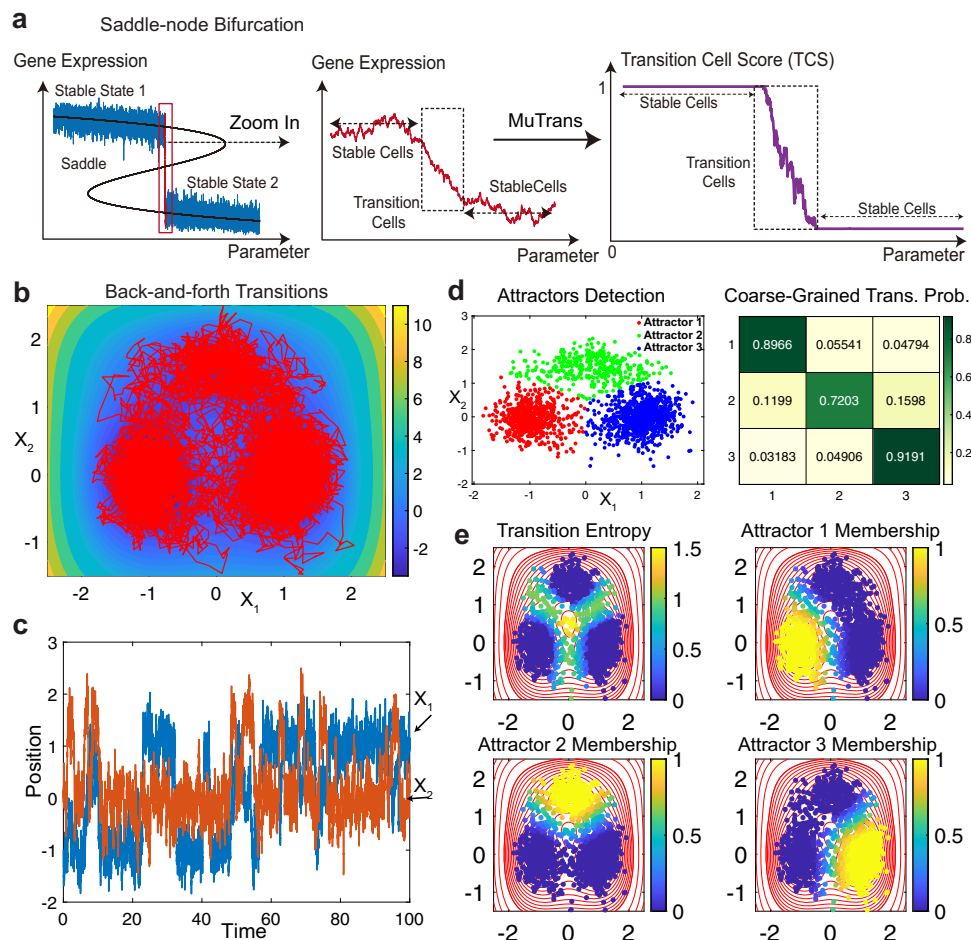 a
Saddle-node Bifurcation
Gene Expression
Stable State 1
Saddle
Stable State 2
Parameter
Zoom In
Gene Expression
Stable Cells
Transition
Cells
StableCells
Parameter
MuTrans
Transition Cell Score (TCS)
1
Stable Cells
Transition
Cells
Stable Cells
0
Parameter
b
Back-and-forth Transitions
X2
2
1
0
-1
-2 -1 0 1 2
X1
10
8
6
4
2
0
-2
c
Position
3
2
1
0
-1
-2
0 20 40 60 80 100
Time
X1
X2
d
Attractors Detection
Attractor 1
Attractor 2
Attractor 3
X2
3
2
1
0
-1
-2
-2 -1 0 1 2
X1
Coarse-Grained Trans. Prob.
1 0.8966 0.05541 0.04794
2 0.1199 0.7203 0.1598
3 0.03183 0.04906 0.9191
1 2 3
0.8
0.6
0.4
0.2
e
Transition Entropy
2
1
0
-1
-2 0 2
1.5
1
0.5
0
Attractor 1 Membership
2
1
0
-1
-2 0 2
1
0.5
0
Attractor 2 Membership
2
1
0
-1
-2 0 2
1
0.5
0
Attractor 3 Membership
2
1
0
-1
-2 0 2
1
0.5
0